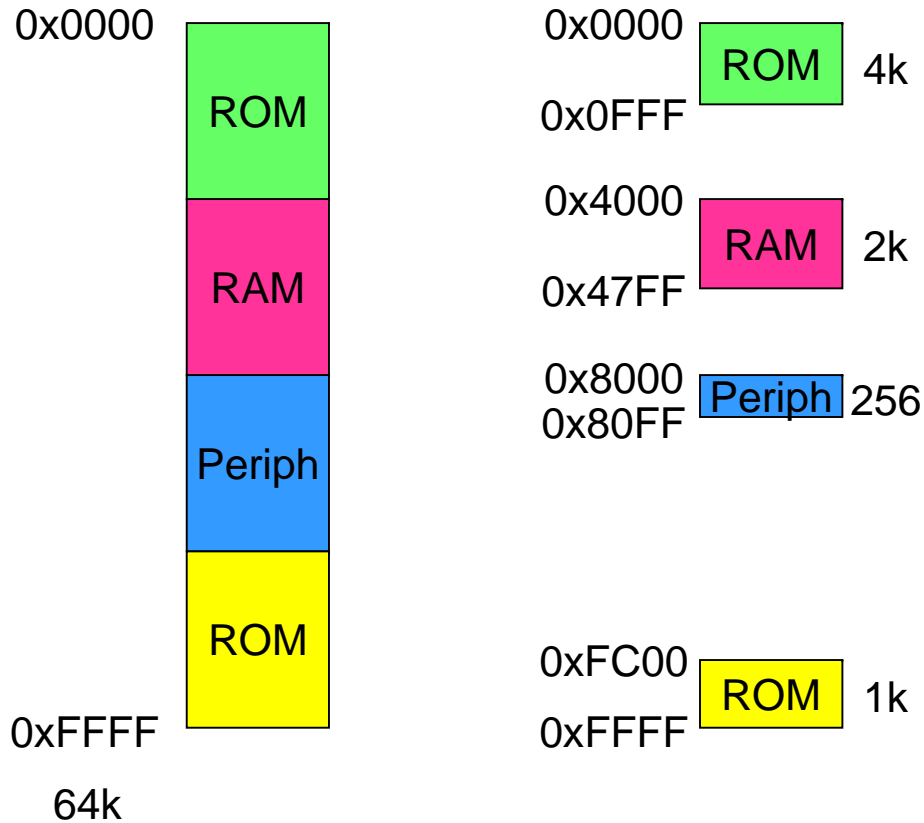 0x0000
ROM
RAM
Periph
ROM
0xFFFF
64k
0x0000
ROM 4k
0x0FFF
0x4000
RAM 2k
0x47FF
0x8000
Periph 256
0x80FF
0xFC00
ROM 1k
0xFFFF